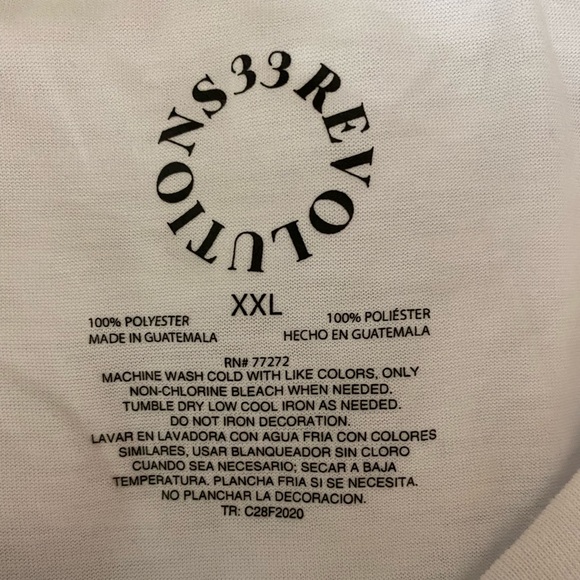 33 REVOLUTIONS
XXL
100% POLYESTER
MADE IN GUATEMALA
100% POLIÉSTER
HECHO EN GUATEMALA
RN# 77272
MACHINE WASH COLD WITH LIKE COLORS, ONLY
NON-CHLORINE BLEACH WHEN NEEDED.
TUMBLE DRY LOW COOL IRON AS NEEDED.
DO NOT IRON DECORATION.
LAVAR EN LAVADORA CON AGUA FRIA CON COLORES
SIMILARES, USAR BLANQUEADOR SIN CLORO
CUANDO SEA NECESARIO; SECAR A BAJA
TEMPERATURA. PLANCHA FRIA SI SE NECESITA.
NO PLANCHAR LA DECORACION.
TR: C28F2020